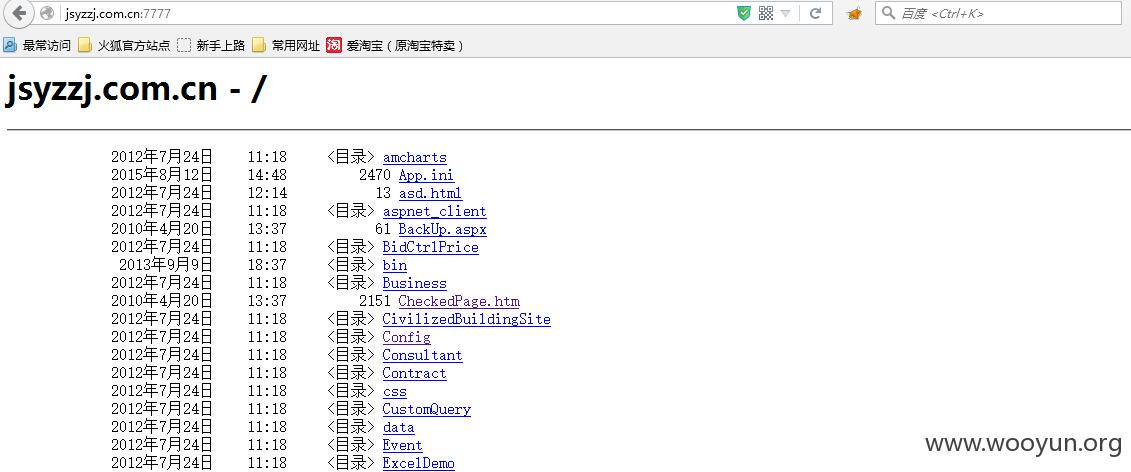 jsyzzj.com.cn:7777
百度 <Ctrl+K>
最常访问 火狐官方站点 新手上路 常用网址 淘 爱淘宝（原淘宝特卖）
jsyzzj.com.cn - /
2012年7月24日 11:18 <目录> amcharts
2015年8月12日 14:48 2470 App.ini
2012年7月24日 12:14 13 asd.html
2012年7月24日 11:18 <目录> aspnet_client
2010年4月20日 13:37 61 BackUp.aspx
2012年7月24日 11:18 <目录> BidCtrlPrice
2013年9月9日 18:37 <目录> bin
2012年7月24日 11:18 <目录> Business
2010年4月20日 13:37 2151 CheckedPage.htm
2012年7月24日 11:18 <目录> CivilizedBuildingSite
2012年7月24日 11:18 <目录> Config
2012年7月24日 11:18 <目录> Consultant
2012年7月24日 11:18 <目录> Contract
2012年7月24日 11:18 <目录> css
2012年7月24日 11:18 <目录> CustomQuery
2012年7月24日 11:18 <目录> data
2012年7月24日 11:18 <目录> Event
2012年7月24日 11:18 <目录> ExcelDemo
www.wooyun.org